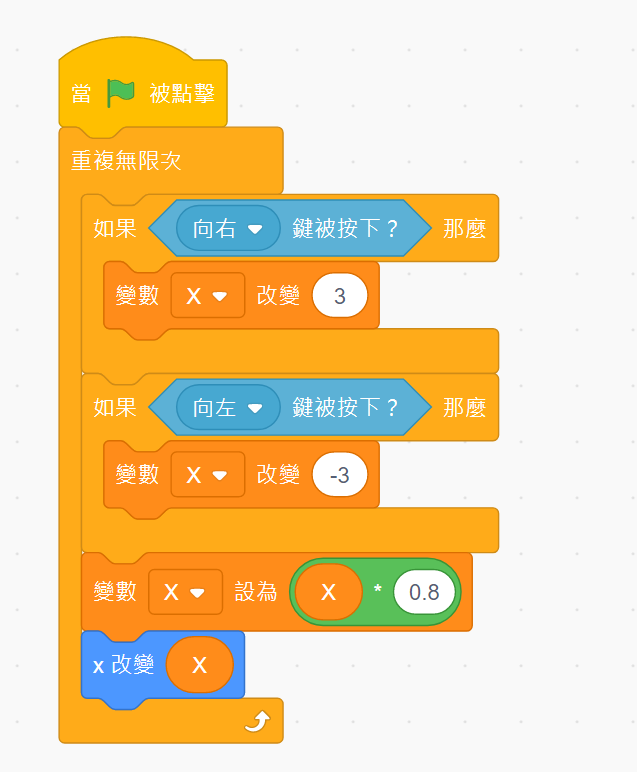 當 被點擊
重複無限次
如果 向右 鍵被按下？ 那麼
變數 X 改變 3
如果 向左 鍵被按下？ 那麼
變數 X 改變 -3
變數 X 設為 X * 0.8
x 改變 X